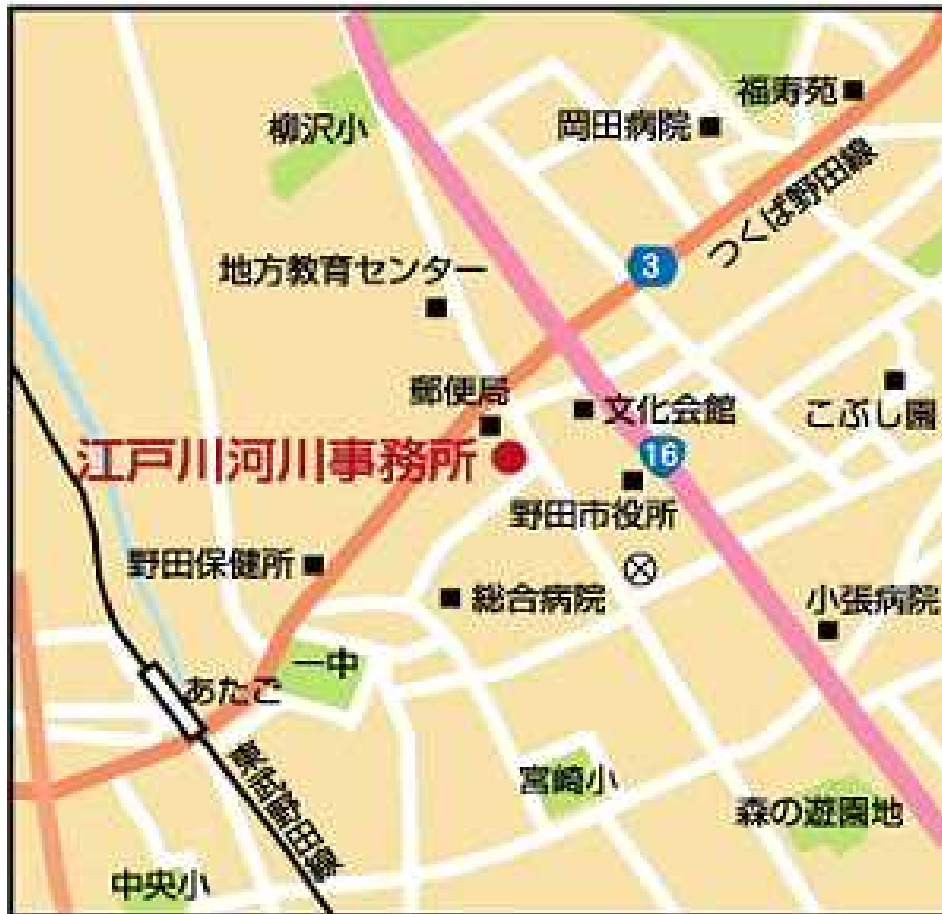 福寿苑
岡田病院
柳沢小
つくば野田線
3
地方教育センター
郵便局
文化会館
こぶし園
江戸川河川事務所
16
野田市役所
野田保健所
総合病院
小張病院
一中
あたご
東武野田線
宮崎小
森の遊園地
中央小